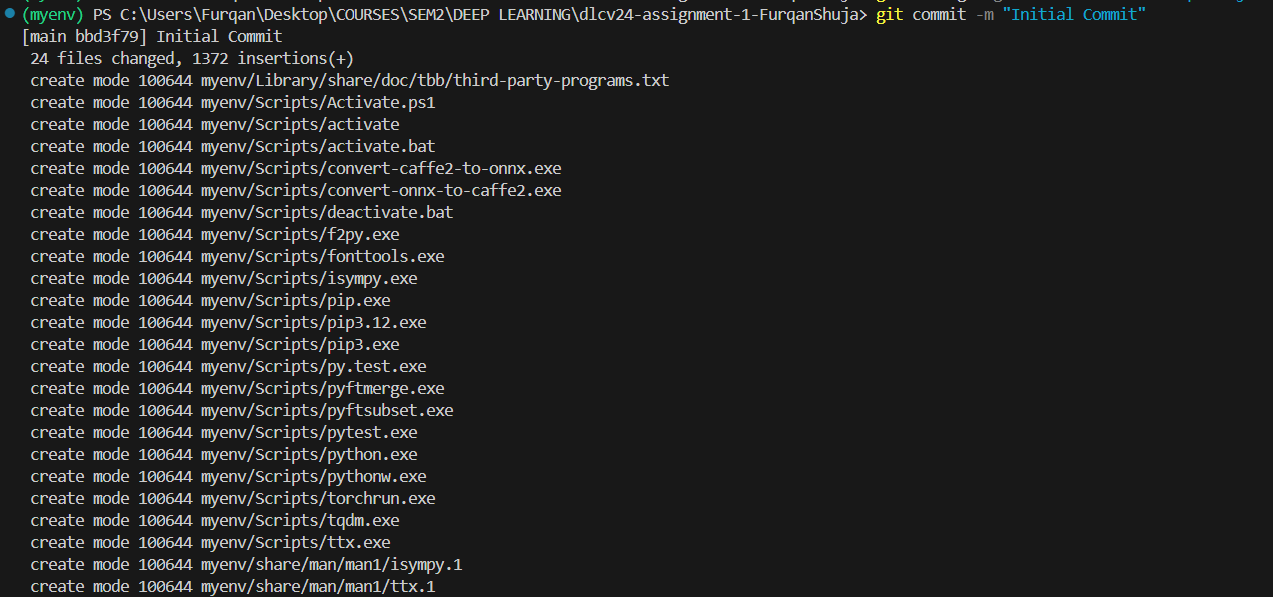 (myenv) PS C:\Users\Furqan\Desktop\COURSES\SEM2\DEEP LEARNING\dlcv24-assignment-1-FurqanShuja> git commit -m "Initial Commit"
[main bbd3f79] Initial Commit
24 files changed, 1372 insertions(+)
create mode 100644 myenv/Library/share/doc/tbb/third-party-programs.txt
create mode 100644 myenv/Scripts/Activate.ps1
create mode 100644 myenv/Scripts/activate
create mode 100644 myenv/Scripts/activate.bat
create mode 100644 myenv/Scripts/convert-caffe2-to-onnx.exe
create mode 100644 myenv/Scripts/convert-onnx-to-caffe2.exe
create mode 100644 myenv/Scripts/deactivate.bat
create mode 100644 myenv/Scripts/f2py.exe
create mode 100644 myenv/Scripts/fonttools.exe
create mode 100644 myenv/Scripts/isympy.exe
create mode 100644 myenv/Scripts/pip.exe
create mode 100644 myenv/Scripts/pip3.12.exe
create mode 100644 myenv/Scripts/pip3.exe
create mode 100644 myenv/Scripts/py.test.exe
create mode 100644 myenv/Scripts/pyftmerge.exe
create mode 100644 myenv/Scripts/pyftsubset.exe
create mode 100644 myenv/Scripts/pytest.exe
create mode 100644 myenv/Scripts/python.exe
create mode 100644 myenv/Scripts/pythonw.exe
create mode 100644 myenv/Scripts/torchrun.exe
create mode 100644 myenv/Scripts/tqdm.exe
create mode 100644 myenv/Scripts/ttx.exe
create mode 100644 myenv/share/man/man1/isympy.1
create mode 100644 myenv/share/man/man1/ttx.1